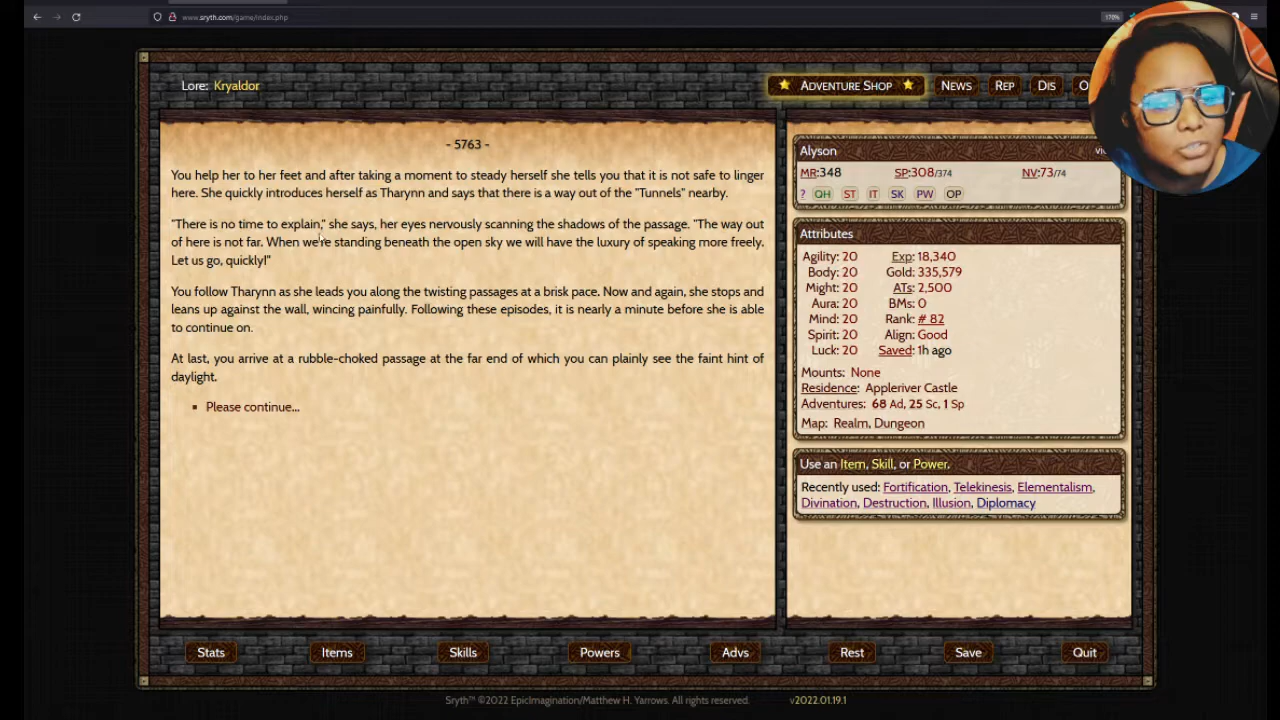 www.sryth.com/game/index.php
170%
Lore: Kryaldor
Adventure Shop
News
Rep
Dis
- 5763 -
You help her to her feet and after taking a moment to steady herself she tells you that it is not safe to linger
here. She quickly introduces herself as Tharynn and says that there is a way out of the "Tunnels" nearby.
"There is no time to explain," she says, her eyes nervously scanning the shadows of the passage. "The way out
of here is not far. When we're standing beneath the open sky we will have the luxury of speaking more freely.
Let us go, quickly!"
You follow Tharynn as she leads you along the twisting passages at a brisk pace. Now and again, she stops and
leans up against the wall, wincing painfully. Following these episodes, it is nearly a minute before she is able
to continue on.
At last, you arrive at a rubble-choked passage at the far end of which you can plainly see the faint hint of
daylight.
Please continue...
Alyson
MR:348 SP:308/374 NV:73/74
? QH ST IT SK PW OP
Attributes
Agility: 20 Exp: 18,340
Body: 20 Gold: 335,579
Might: 20 ATs: 2,500
Aura: 20 BMs: 0
Mind: 20 Rank: # 82
Spirit: 20 Align: Good
Luck: 20 Saved: 1h ago
Mounts: None
Residence: Appleriver Castle
Adventures: 68 Ad, 25 Sc, 1 Sp
Map: Realm, Dungeon
Use an Item, Skill, or Power.
Recently used: Fortification, Telekinesis, Elementalism,
Divination, Destruction, Illusion, Diplomacy
Stats Items Skills Powers Advs Rest Save Quit
Sryth™ ©2022 EpicImagination/Matthew H. Yarrows. All rights reserved. v2022.01.19.1